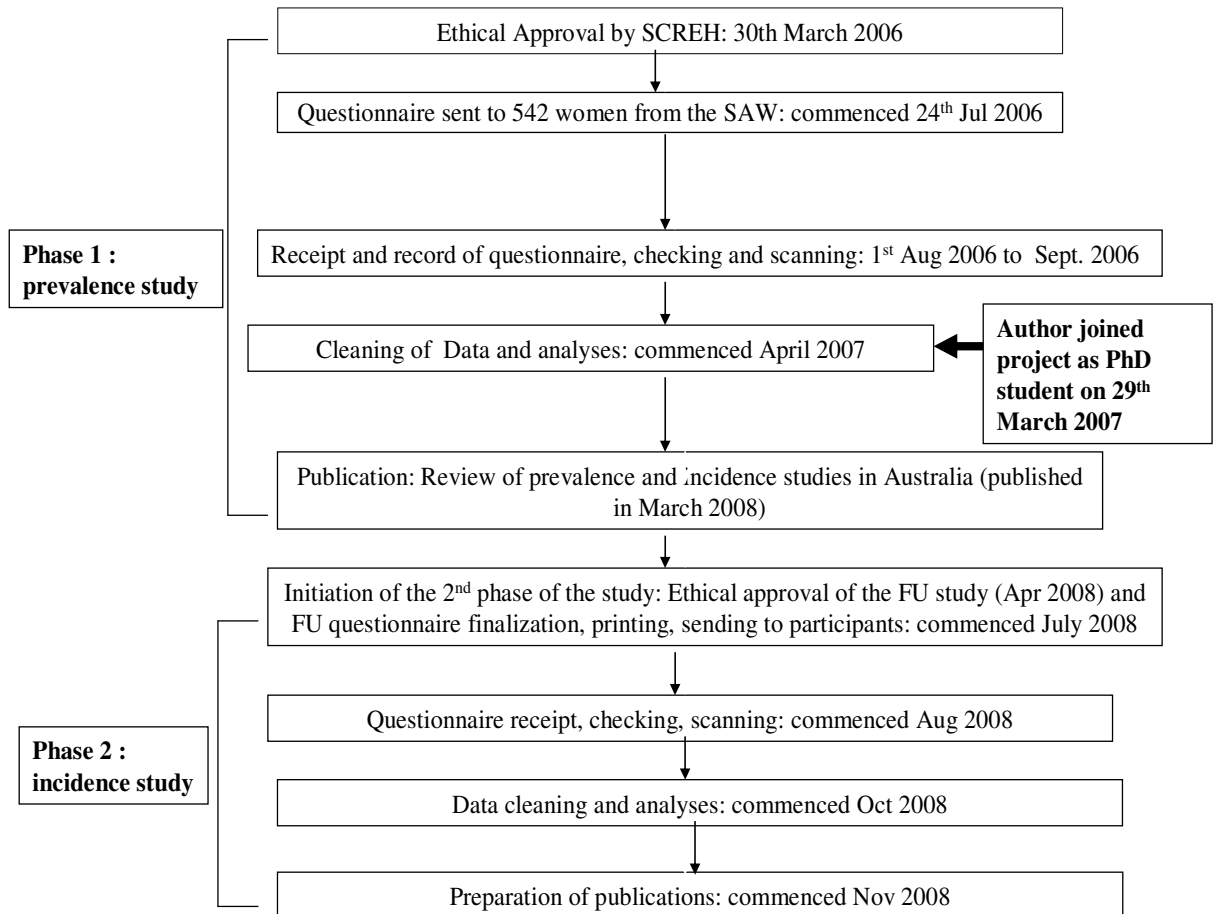 Ethical Approval by SCREH: 30th March 2006
Questionnaire sent to 542 women from the SAW: commenced 24th Jul 2006
Phase 1 :
prevalence study
Receipt and record of questionnaire, checking and scanning: 1st Aug 2006 to Sept. 2006
Cleaning of Data and analyses: commenced April 2007
Author joined
project as PhD
student on 29th
March 2007
Publication: Review of prevalence and incidence studies in Australia (published
in March 2008)
Initiation of the 2nd phase of the study: Ethical approval of the FU study (Apr 2008) and
FU questionnaire finalization, printing, sending to participants: commenced July 2008
Questionnaire receipt, checking, scanning: commenced Aug 2008
Phase 2 :
incidence study
Data cleaning and analyses: commenced Oct 2008
Preparation of publications: commenced Nov 2008